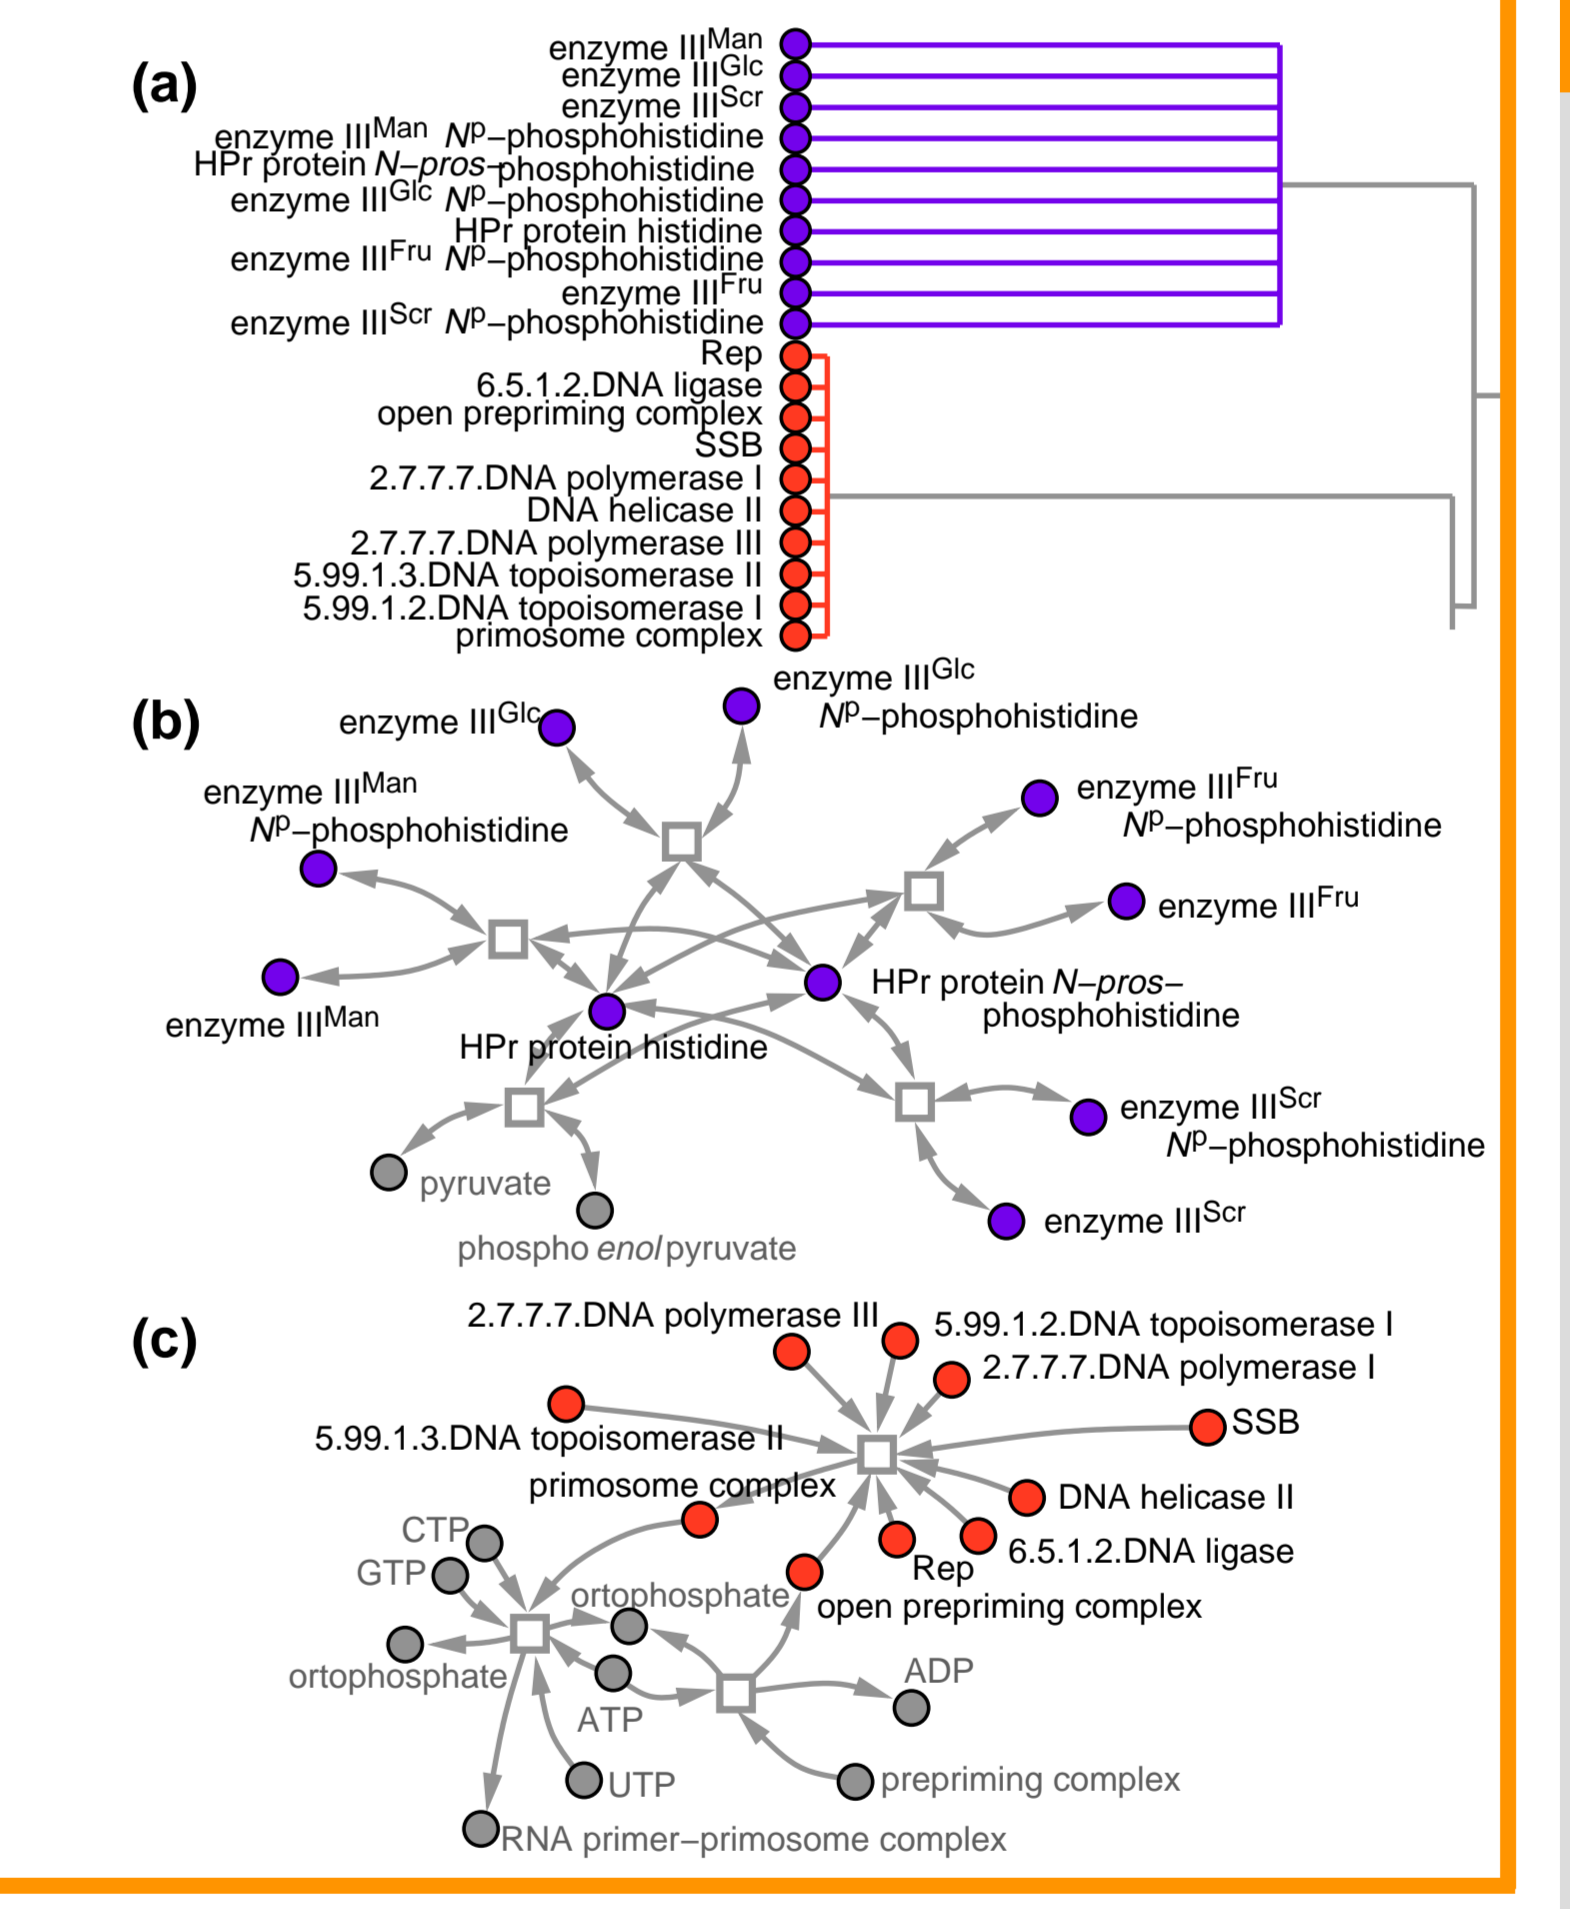 (a)
enzyme IIIMan
enzyme IIIGlc
enzyme IIIScr
enzyme IIIMan Np–phosphohistidine
HPr protein N–pros–phosphohistidine
enzyme IIIGlc Np–phosphohistidine
HPr protein histidine
enzyme IIIFru Np–phosphohistidine
enzyme IIIFru
enzyme IIIScr Np–phosphohistidine
Rep
6.5.1.2.DNA ligase
open prepriming complex
SSB
2.7.7.7.DNA polymerase I
DNA helicase II
2.7.7.7.DNA polymerase III
5.99.1.3.DNA topoisomerase II
5.99.1.2.DNA topoisomerase I
primosome complex
(b)
enzyme IIIGlc
enzyme IIIGlc
Np–phosphohistidine
enzyme IIIMan
Np–phosphohistidine
enzyme IIIFru
Np–phosphohistidine
enzyme IIIFru
enzyme IIIMan
HPr protein N–pros–
phosphohistidine
HPr protein histidine
enzyme IIIScr
Np–phosphohistidine
pyruvate
enzyme IIIScr
phospho enol pyruvate
(c)
2.7.7.7.DNA polymerase III
5.99.1.2.DNA topoisomerase I
2.7.7.7.DNA polymerase I
SSB
5.99.1.3.DNA topoisomerase II
primosome complex
DNA helicase II
CTP
6.5.1.2.DNA ligase
GTP
Rep
ortophosphate
open prepriming complex
ortophosphate
ADP
ATP
UTP
prepriming complex
RNA primer–primosome complex